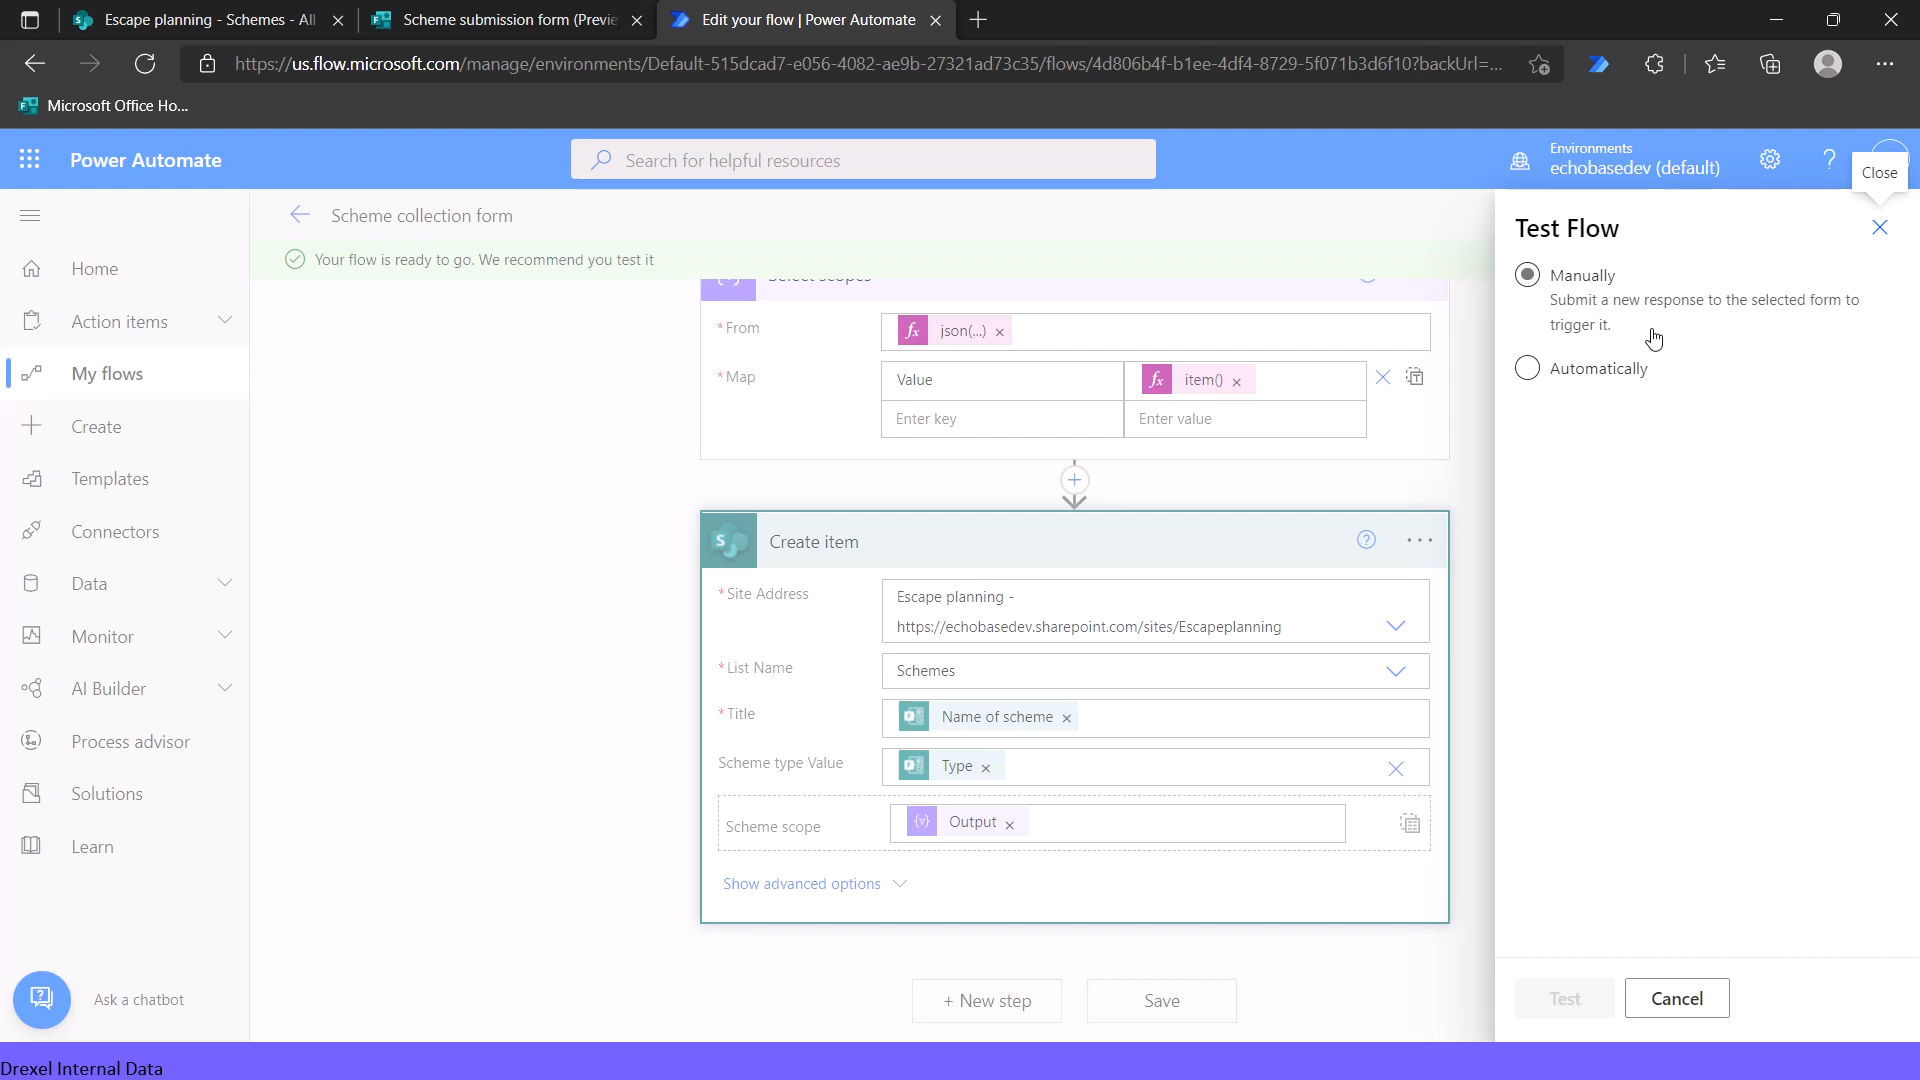 Escape planning - Schemes - All
Scheme submission form (Previe
Edit your flow | Power Automate
https://us.flow.microsoft.com/manage/environments/Default-515dcad7-e056-4082-ae9b-27321ad73c35/flows/4d806b4f-b1ee-4df4-8729-5f071b3d6f10?backUrl=...
Microsoft Office Ho...
Power Automate
Search for helpful resources
Environments
echobasedev (default)
?
Close
Scheme collection form
Your flow is ready to go. We recommend you test it
Home
Action items
My flows
Create
Templates
Connectors
Data
Monitor
AI Builder
Process advisor
Solutions
Learn
Ask a chatbot
Select scopes
* From
fx json(...) ×
* Map
Value
fx item() ×
Enter key
Enter value
Create item
* Site Address
Escape planning -
https://echobasedev.sharepoint.com/sites/Escapeplanning
* List Name
Schemes
* Title
Name of scheme ×
Scheme type Value
Type ×
Scheme scope
Output ×
Show advanced options
+ New step
Save
Test Flow
Manually
Submit a new response to the selected form to
trigger it.
Automatically
Test
Cancel
Drexel Internal Data